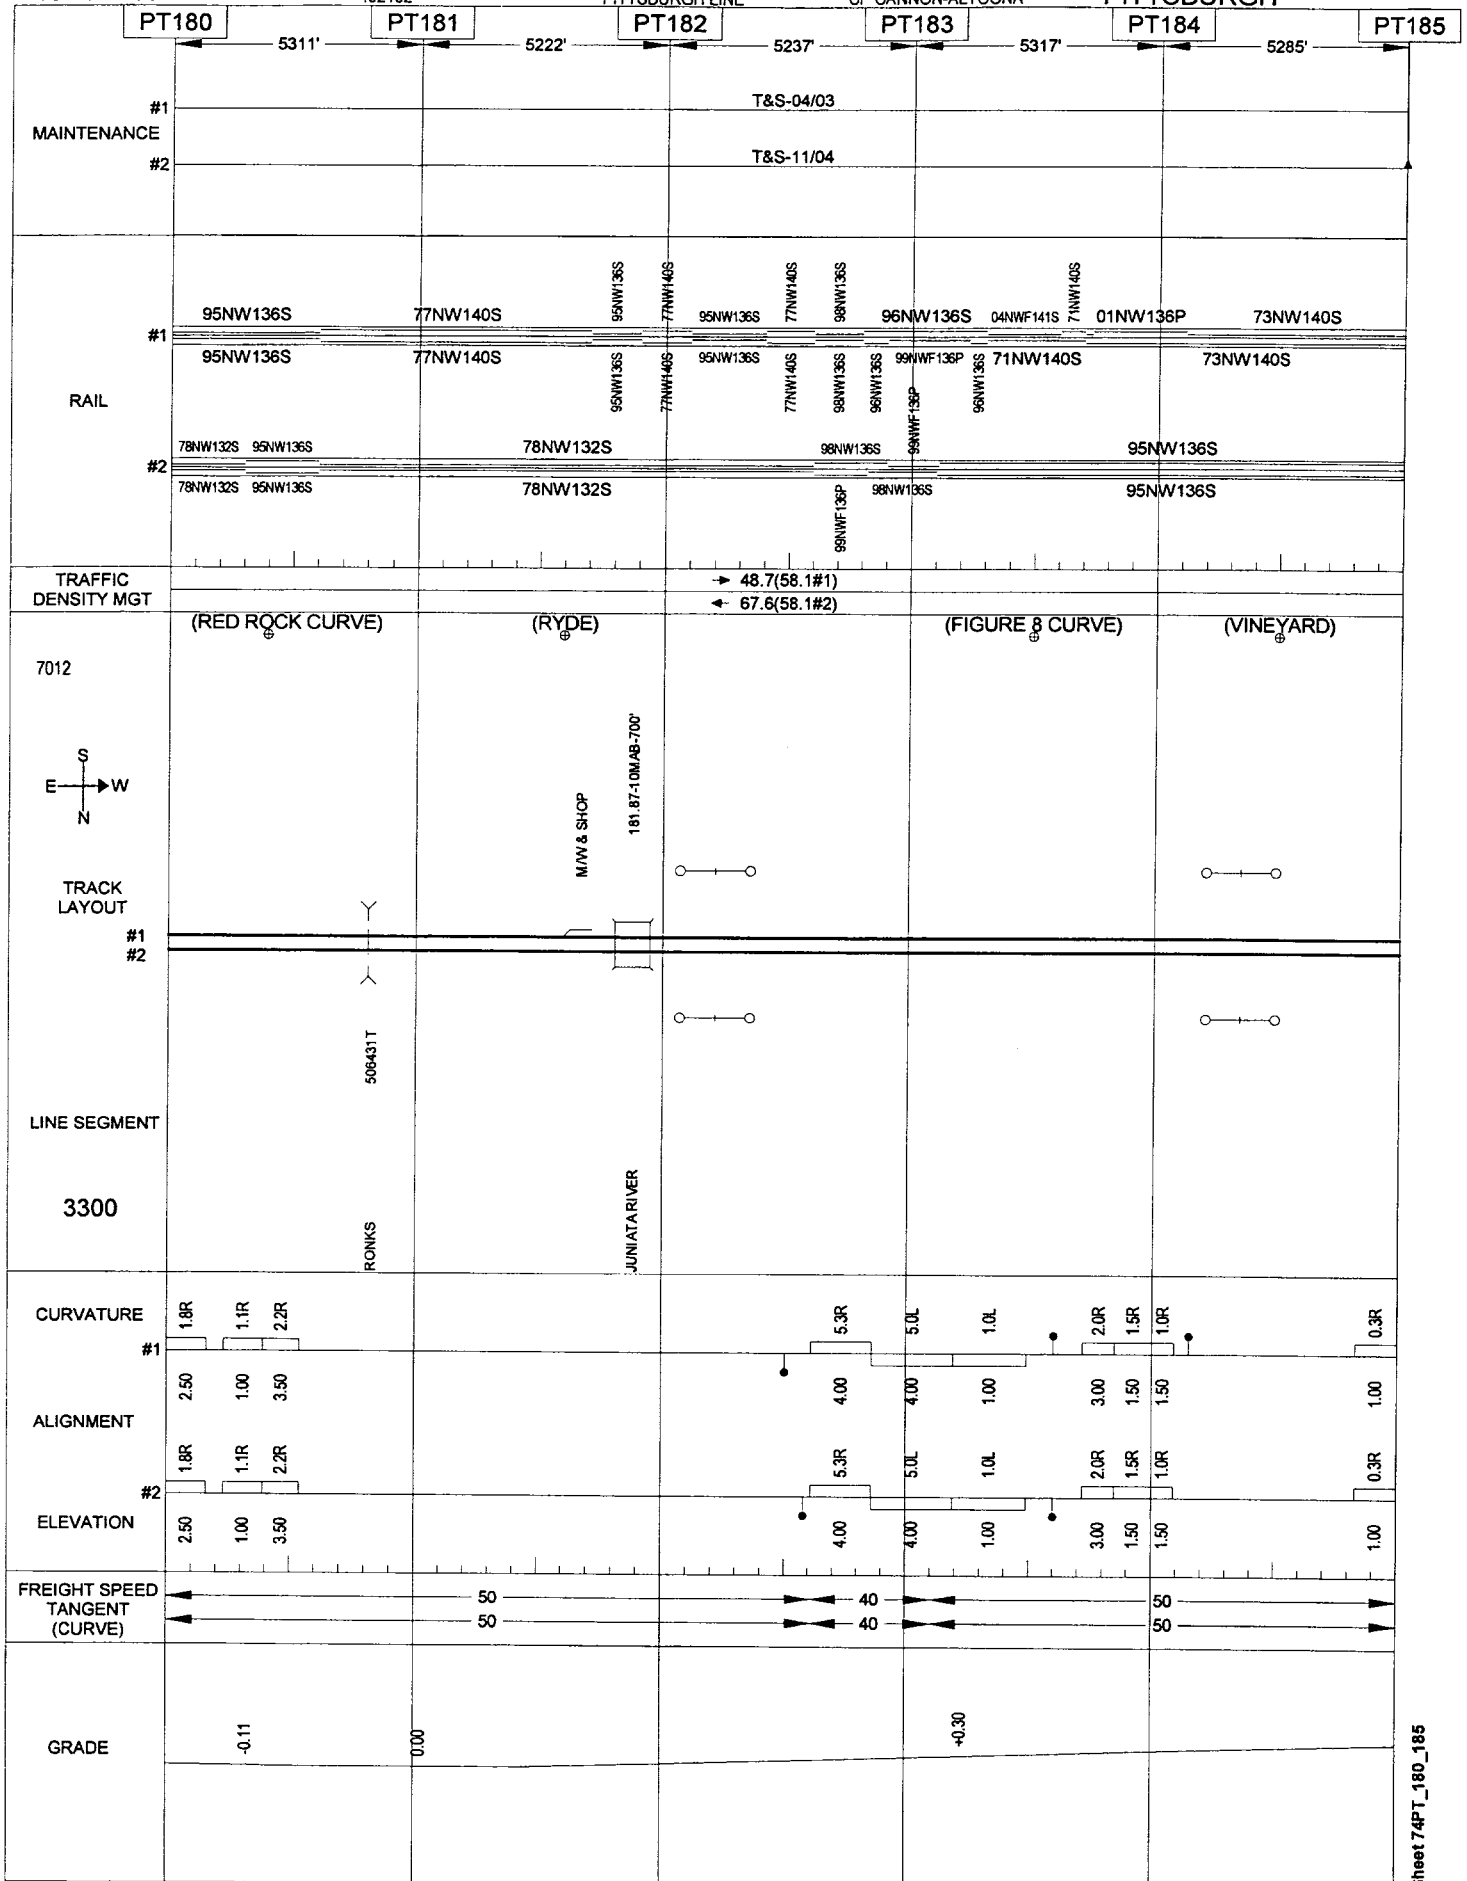 PITTSBURGH LINE
CP CANNON-ALTOONA
PITTSBURGH
PT180 PT181 PT182 PT183 PT184 PT185
5311' 5222' 5237' 5317' 5285'
#1 T&S-04/03
MAINTENANCE
#2 T&S-11/04
95NW136S 77NW140S 77NW140S 98NW136S 71NW140S
95NW136S 77NW140S 95NW136S 96NW136S 04NWF141S 01NW136P 73NW140S
#1
95NW136S 77NW140S 95NW136S 99NWF136P 71NW140S 73NW140S
95NW136S 77NW140S 77NW140S 98NW136S 96NW136S 99NWF136P 96NW136S
RAIL
78NW132S 95NW136S 78NW132S 98NW136S 95NW136S
#2
78NW132S 95NW136S 78NW132S 98NW136S 95NW136S
99NWF136P
TRAFFIC
DENSITY MGT
48.7(58.1#1)
67.6(58.1#2)
(RED ROCK CURVE) (RYDE) (FIGURE 8 CURVE) (VINEYARD)
7012
S
E W
N
M/W & SHOP
181.87-10MAB-700'
TRACK
LAYOUT
#1
#2
506431T
LINE SEGMENT
3300
RONKS
JUNIATA RIVER
CURVATURE
1.8R 1.1R 2.2R 5.3R 5.0L 1.0L 2.0R 1.5R 1.0R 0.3R
#1
2.50 1.00 3.50 4.00 4.00 1.00 3.00 1.50 1.50 1.00
ALIGNMENT
1.8R 1.1R 2.2R 5.3R 5.0L 1.0L 2.0R 1.5R 1.0R 0.3R
#2
ELEVATION
2.50 1.00 3.50 4.00 4.00 1.00 3.00 1.50 1.50 1.00
FREIGHT SPEED
TANGENT
(CURVE)
50 40 50
50 40 50
GRADE
-0.11 0.00 +0.30
heet 74PT_180_185